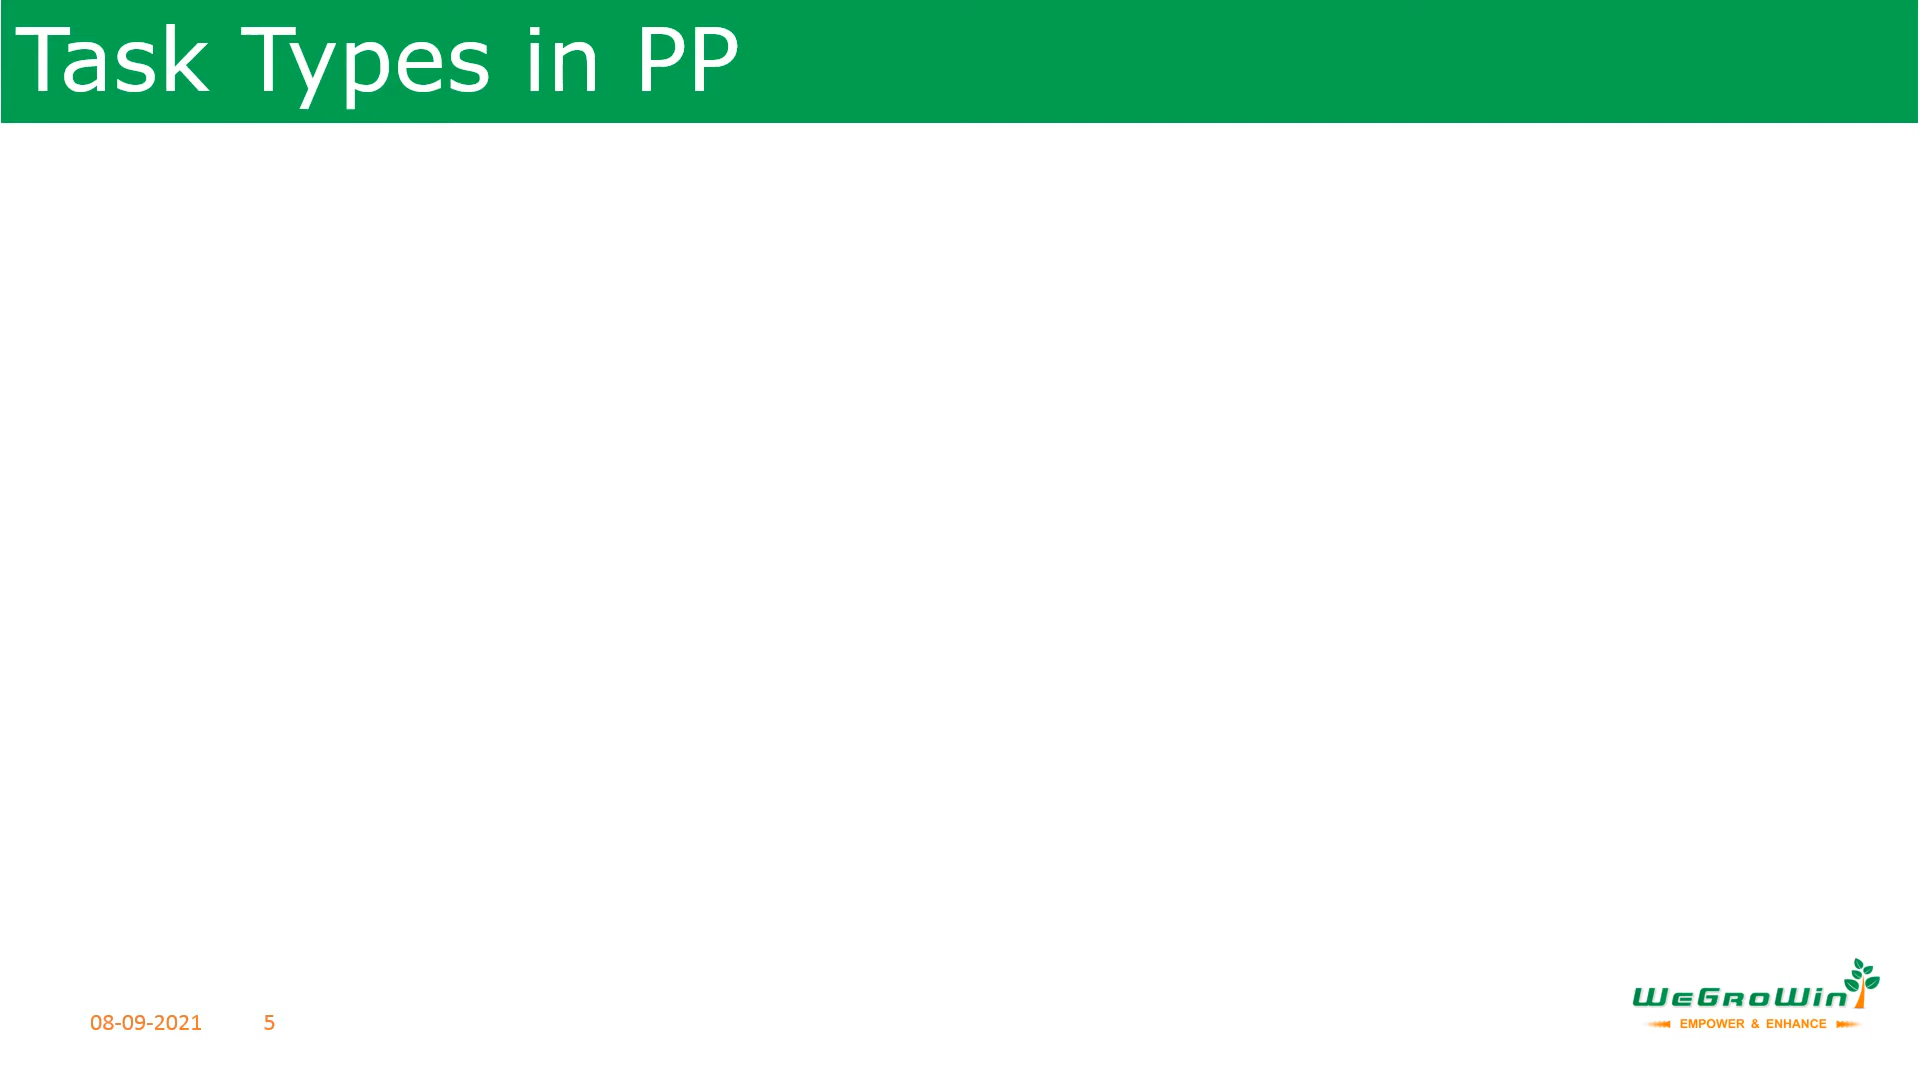 Task Types in PP
08-09-2021 5
WeGroWin
EMPOWER & ENHANCE